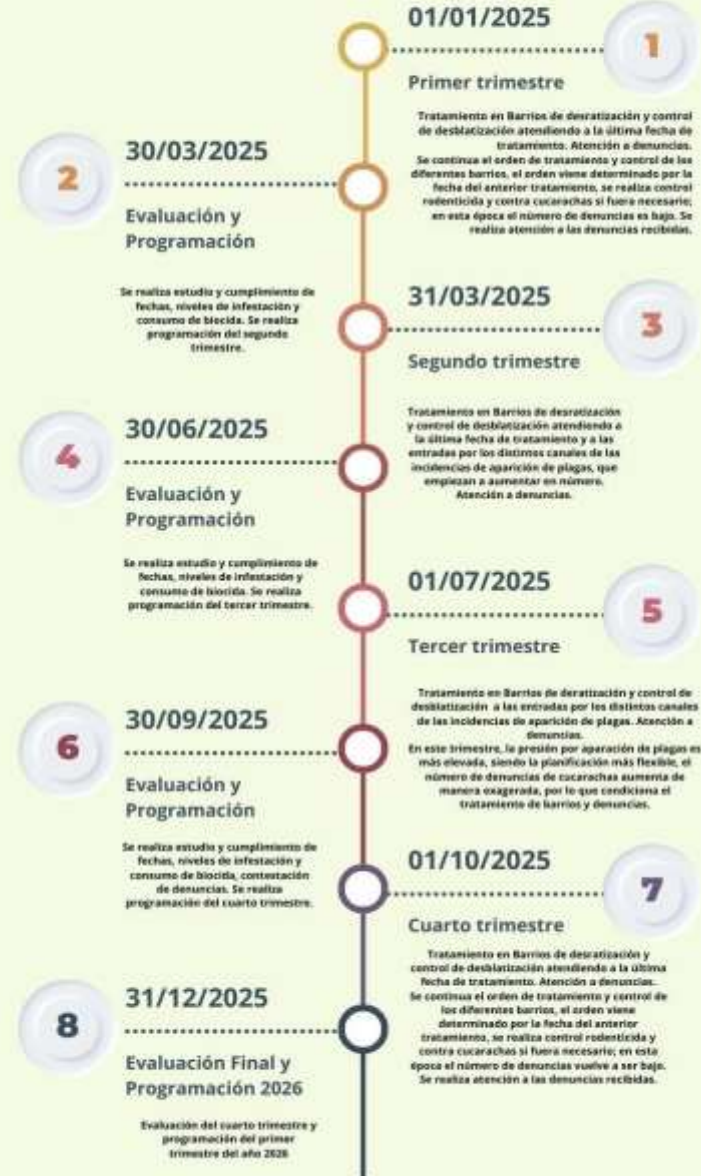 01/01/2025
1
Primer trimestre
Tratamiento en Barrios de desratización y control
de desblatización atendiendo a la última fecha de
tratamiento. Atención a denuncias.
Se continua el orden de tratamiento y control de los
diferentes barrios, el orden viene determinado por la
fecha del anterior tratamiento, se realiza control
rodenticida y contra cucarachas si fuera necesario;
en esta época el número de denuncias es bajo. Se
realiza atención a las denuncias recibidas.
2
30/03/2025
Evaluación y
Programación
Se realiza estudio y cumplimiento de
fechas, niveles de infestación y
consumo de biocida. Se realiza
programación del segundo
trimestre.
31/03/2025
3
Segundo trimestre
Tratamiento en Barrios de desratización
y control de desblatización atendiendo a
la última fecha de tratamiento y a las
entradas por los distintos canales de las
incidencias de aparición de plagas, que
empiezan a aumentar en número.
Atención a denuncias.
4
30/06/2025
Evaluación y
Programación
Se realiza estudio y cumplimiento de
fechas, niveles de infestación y
consumo de biocida. Se realiza
programación del tercer trimestre.
01/07/2025
5
Tercer trimestre
Tratamiento en Barrios de deratización y control de
desblatización a las entradas por los distintos canales
de las incidencias de aparición de plagas. Atención a
denuncias.
En este trimestre, la presión por aparación de plagas es
más elevada, siendo la planificación más flexible, el
número de denuncias de cucarachas aumenta de
manera exagerada, por lo que condiciona el
tratamiento de barrios y denuncias.
6
30/09/2025
Evaluación y
Programación
Se realiza estudio y cumplimiento de
fechas, niveles de infestación y
consumo de biocida, contestación
de denuncias. Se realiza
programación del cuarto trimestre.
01/10/2025
7
Cuarto trimestre
Tratamiento en Barrios de desratización y
control de desblatización atendiendo a la última
fecha de tratamiento. Atención a denuncias.
Se continua el orden de tratamiento y control de
los diferentes barrios, el orden viene
determinado por la fecha del anterior
tratamiento, se realiza control rodenticida y
contra cucarachas si fuera necesario; en esta
época el número de denuncias vuelve a ser bajo.
Se realiza atención a las denuncias recibidas.
8
31/12/2025
Evaluación Final y
Programación 2026
Evaluación del cuarto trimestre y
programación del primer
trimestre del año 2026